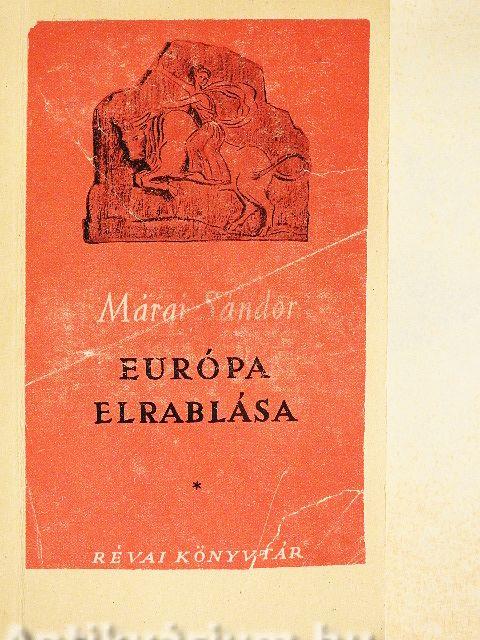 Márai Sándor
EURÓPA
ELRABLÁSA
*
RÉVAI KÖNYVTÁR